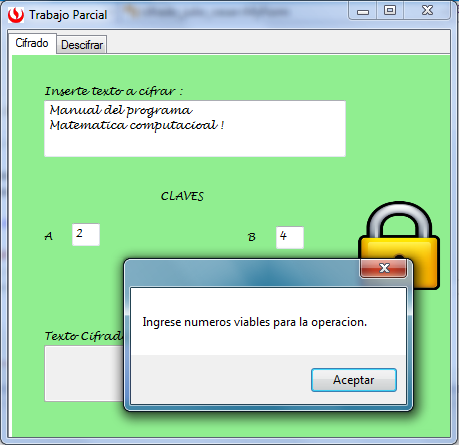 Trabajo Parcial
Cifrado Descifrar
Inserte texto a cifrar :
Manual del programa
Matematica computacioal !
CLAVES
A 2 B 4
Ingrese numeros viables para la operacion.
Texto Cifrado
Aceptar